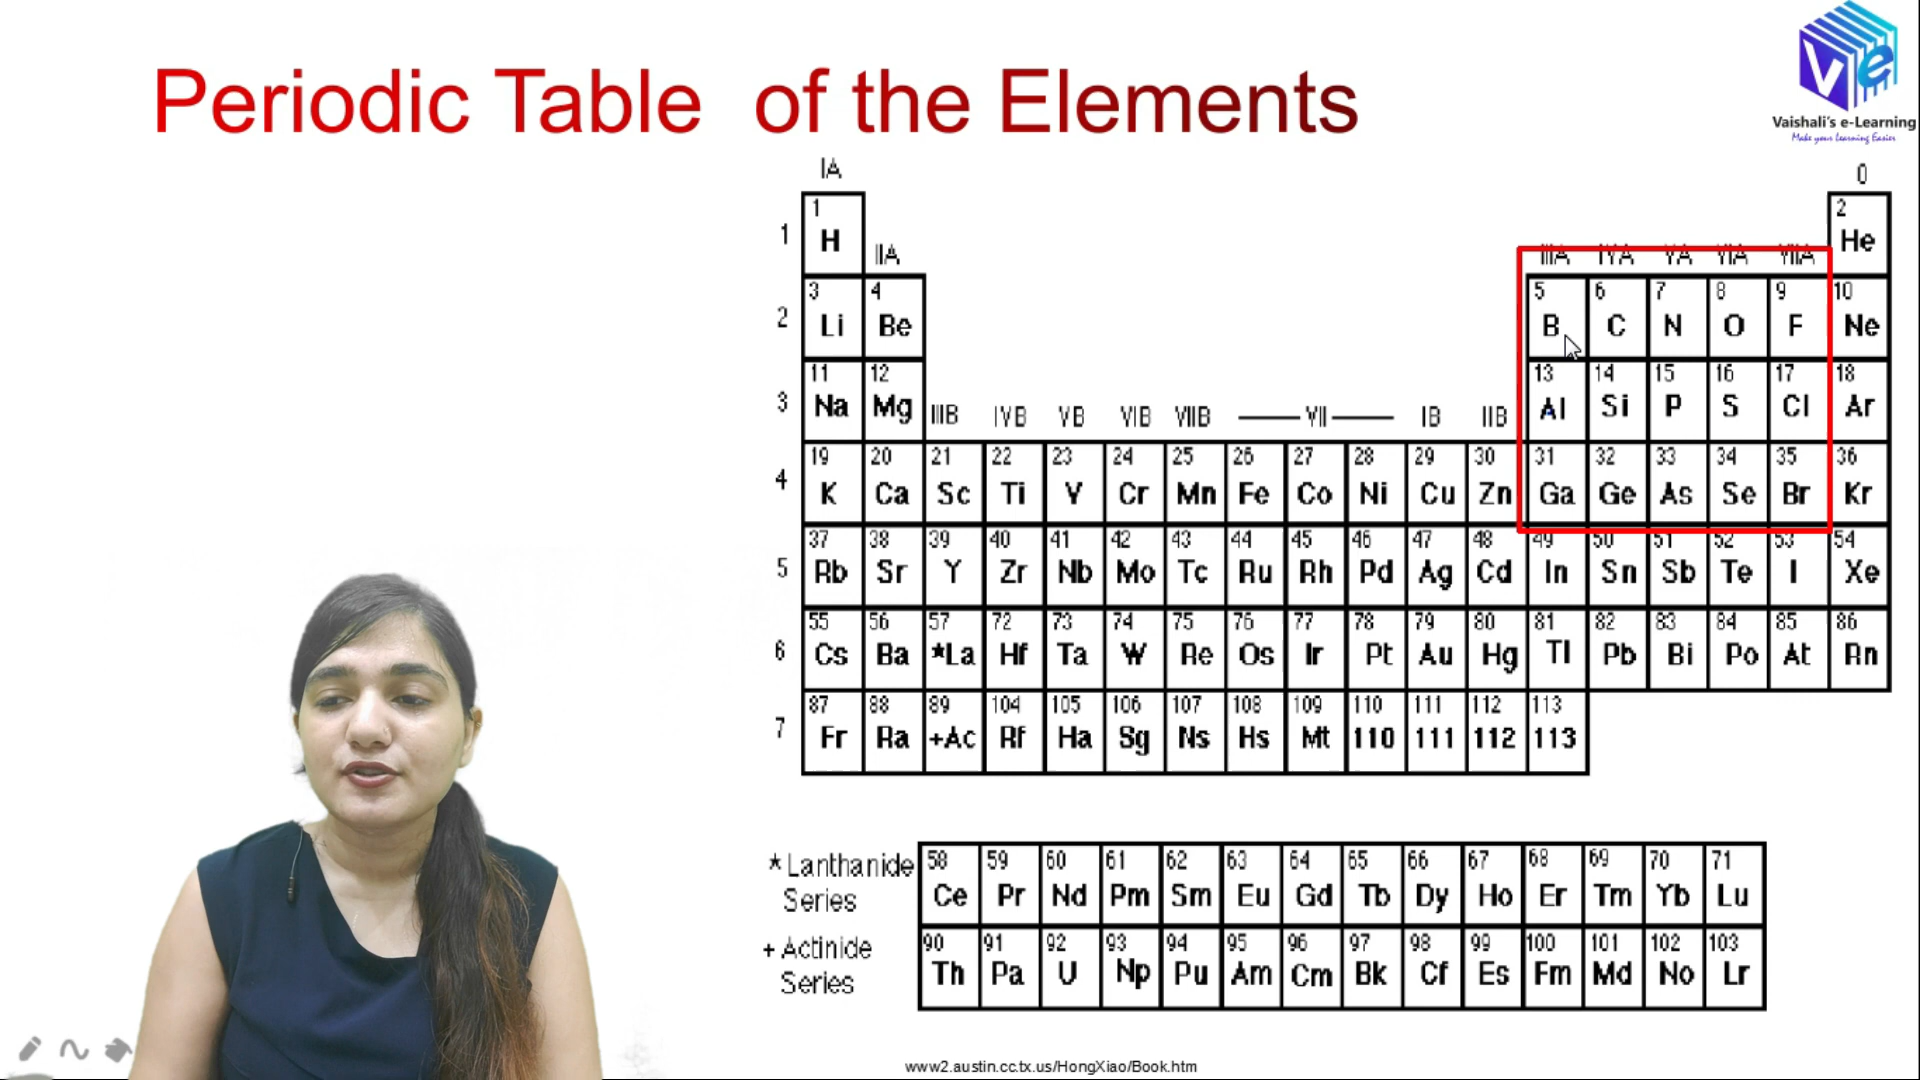 Periodic Table of the Elements
Ve
Vaishali's e-Learning
Make your Learning Easier
IA 0
1 1 2
H He
IIA IIIA IVA VA VIA VIIA
2 3 4 5 6 7 8 9 10
Li Be B C N O F Ne
3 11 12 13 14 15 16 17 18
Na Mg Al Si P S Cl Ar
IIIB IVB VB VIB VIIB VII IB IIB
4 19 20 21 22 23 24 25 26 27 28 29 30 31 32 33 34 35 36
K Ca Sc Ti V Cr Mn Fe Co Ni Cu Zn Ga Ge As Se Br Kr
5 37 38 39 40 41 42 43 44 45 46 47 48 49 50 51 52 53 54
Rb Sr Y Zr Nb Mo Tc Ru Rh Pd Ag Cd In Sn Sb Te I Xe
6 55 56 57 72 73 74 75 76 77 78 79 80 81 82 83 84 85 86
Cs Ba *La Hf Ta W Re Os Ir Pt Au Hg Tl Pb Bi Po At Rn
7 87 88 89 104 105 106 107 108 109 110 111 112 113
Fr Ra +Ac Rf Ha Sg Ns Hs Mt 110 111 112 113
* Lanthanide 58 59 60 61 62 63 64 65 66 67 68 69 70 71
Series Ce Pr Nd Pm Sm Eu Gd Tb Dy Ho Er Tm Yb Lu
+ Actinide 90 91 92 93 94 95 96 97 98 99 100 101 102 103
Series Th Pa U Np Pu Am Cm Bk Cf Es Fm Md No Lr
www2.austin.cc.tx.us/HongXiao/Book.htm